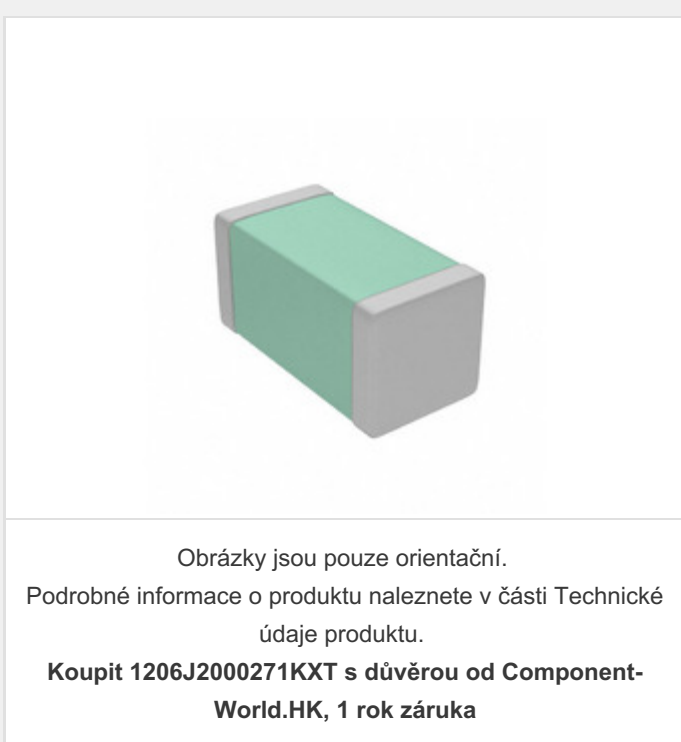 Obrázky jsou pouze orientační.
Podrobné informace o produktu naleznete v části Technické
údaje produktu.
Koupit 1206J2000271KXT s důvěrou od Component-
World.HK, 1 rok záruka